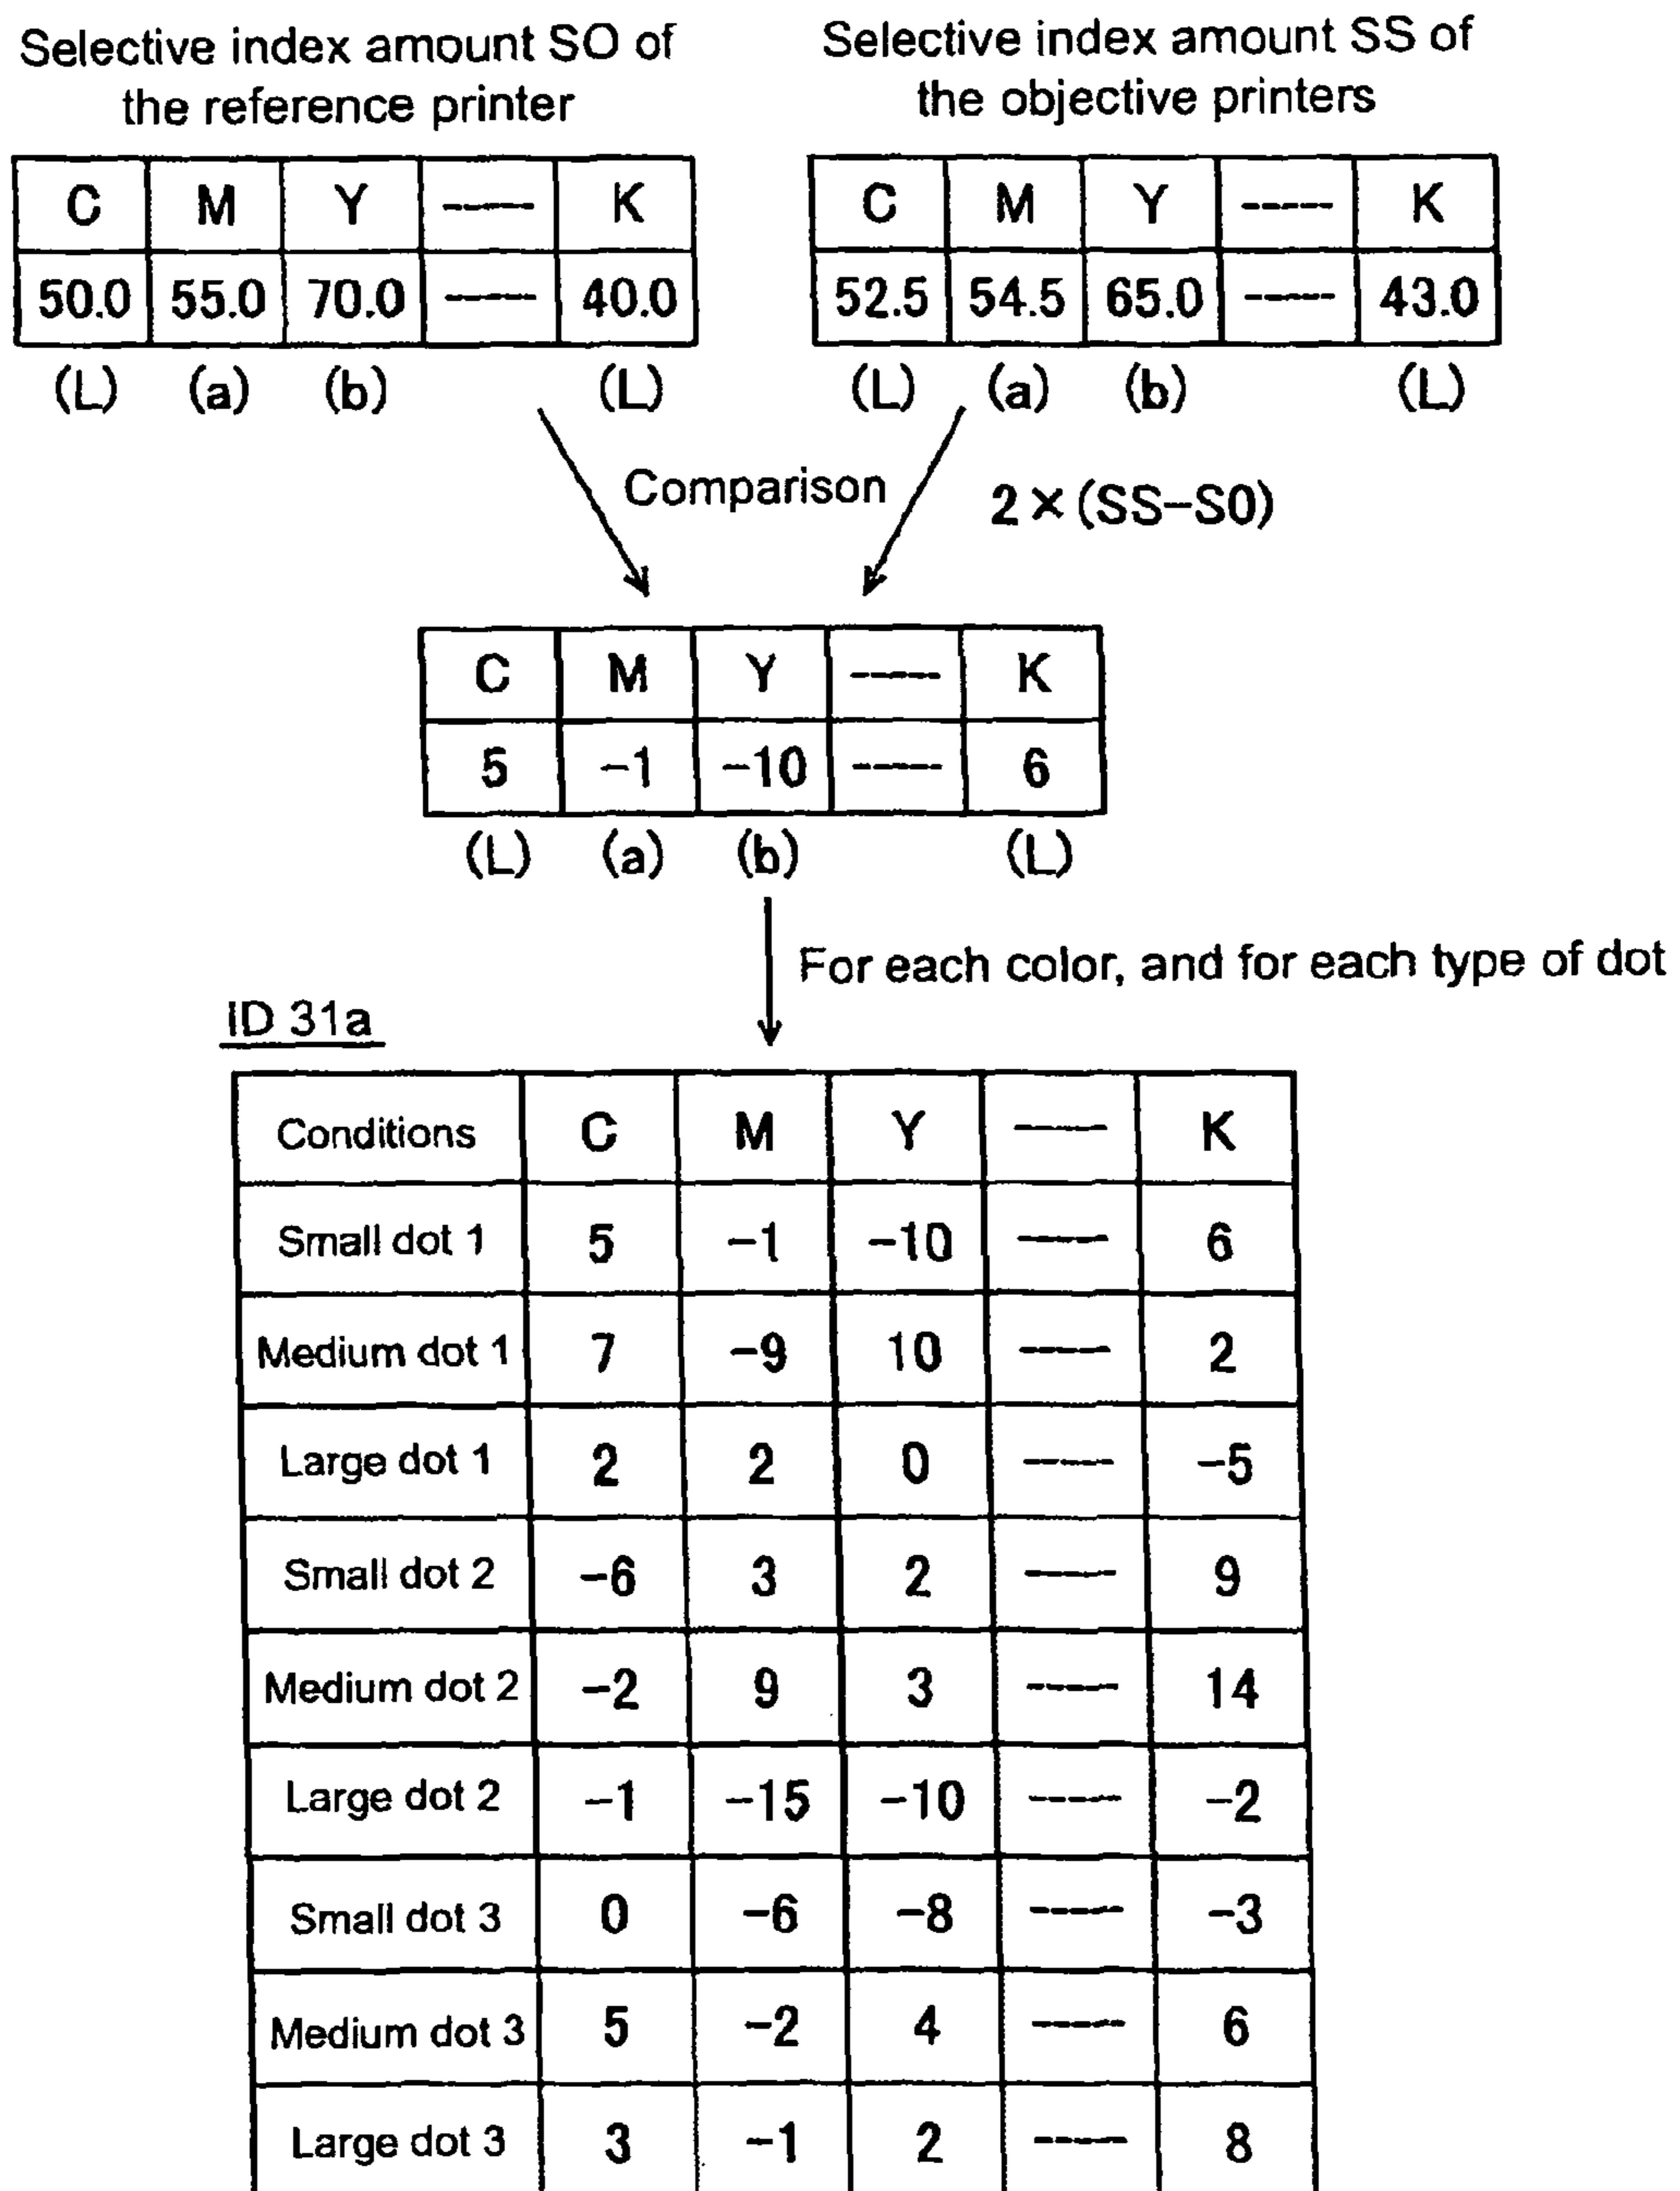 Selective index amount SO of
the reference printer
Selective index amount SS of
the objective printers
C M Y ---- K
50.0 55.0 70.0 ---- 40.0
(L) (a) (b) (L)
C M Y ---- K
52.5 54.5 65.0 ---- 43.0
(L) (a) (b) (L)
Comparison
2×(SS-SO)
C M Y ---- K
5 -1 -10 ---- 6
(L) (a) (b) (L)
For each color, and for each type of dot
ID 31a
Conditions C M Y ---- K
Small dot 1 5 -1 -10 ---- 6
Medium dot 1 7 -9 10 ---- 2
Large dot 1 2 2 0 ---- -5
Small dot 2 -6 3 2 ---- 9
Medium dot 2 -2 9 3 ---- 14
Large dot 2 -1 -15 -10 ---- -2
Small dot 3 0 -6 -8 ---- -3
Medium dot 3 5 -2 4 ---- 6
Large dot 3 3 -1 2 ---- 8